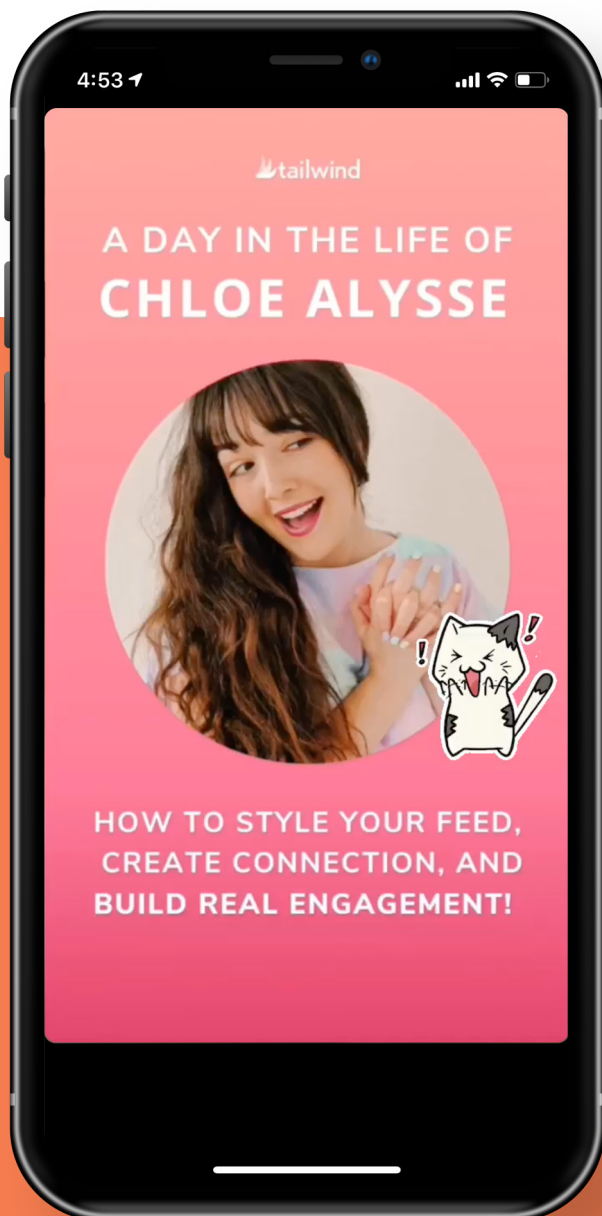 4:53
tailwind
A DAY IN THE LIFE OF
CHLOE ALYSSE
!
!
HOW TO STYLE YOUR FEED,
CREATE CONNECTION, AND
BUILD REAL ENGAGEMENT!